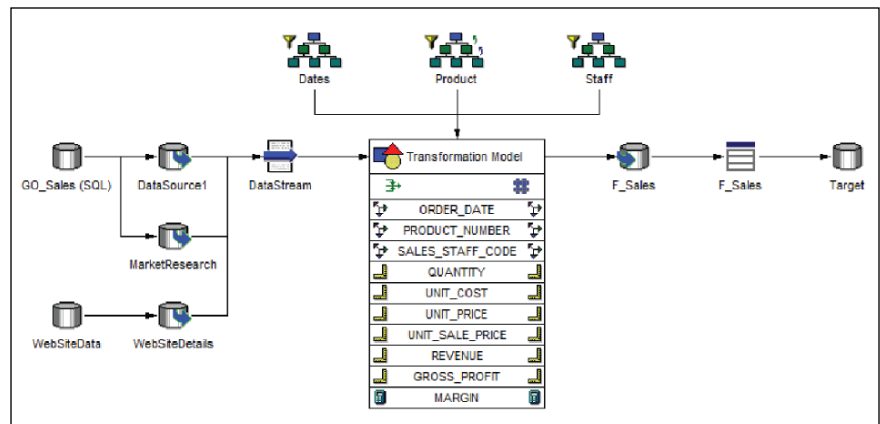 Dates
Product
Staff
GO_Sales (SQL)
DataSource1
DataStream
Transformation Model
F_Sales
F_Sales
Target
MarketResearch
WebSiteData
WebSiteDetails
ORDER_DATE
PRODUCT_NUMBER
SALES_STAFF_CODE
QUANTITY
UNIT_COST
UNIT_PRICE
UNIT_SALE_PRICE
REVENUE
GROSS_PROFIT
MARGIN